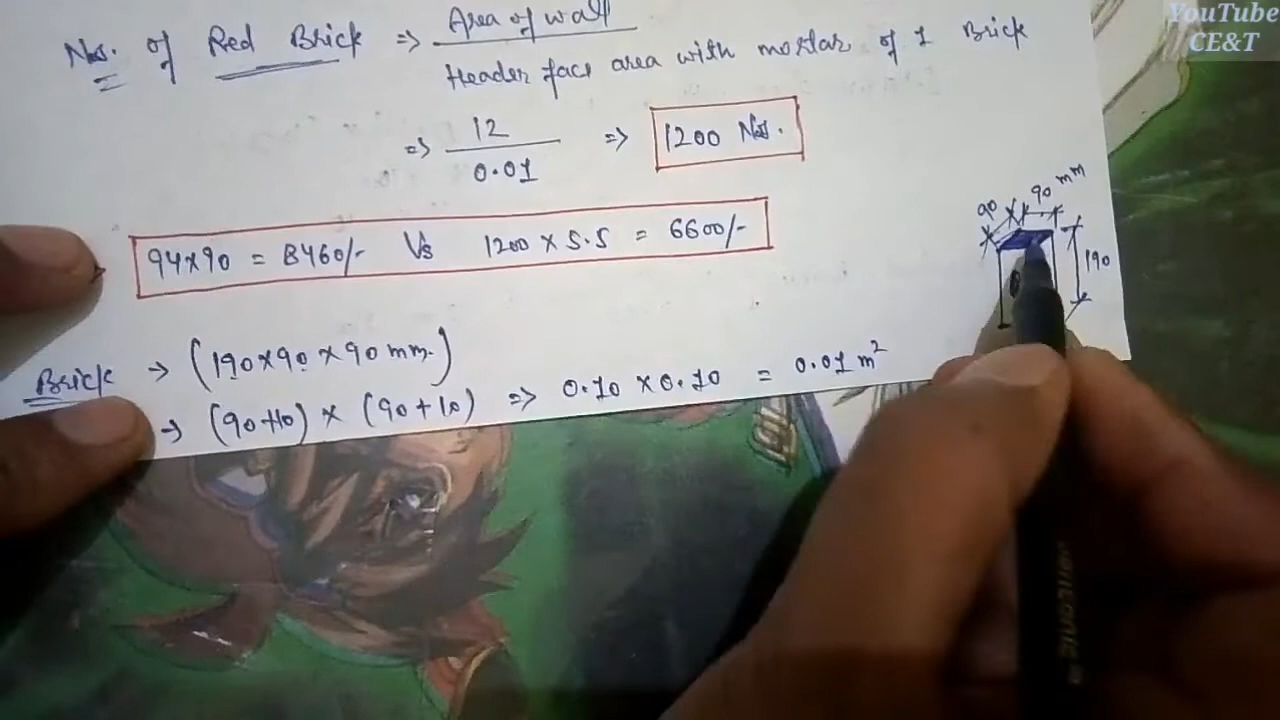 YouTube
CE&T
Nos. of Red Brick => Area of wall
Header face area with mortar of 1 Brick
=> 12 / 0.01 => 1200 Nos.
94x90 = 8460/- Vs 1200 x 5.5 = 6600/-
90 90 mm
190
Brick → (190x90x90 mm.)
→ (90+10) x (90+10) => 0.10 x 0.10 = 0.01 m²